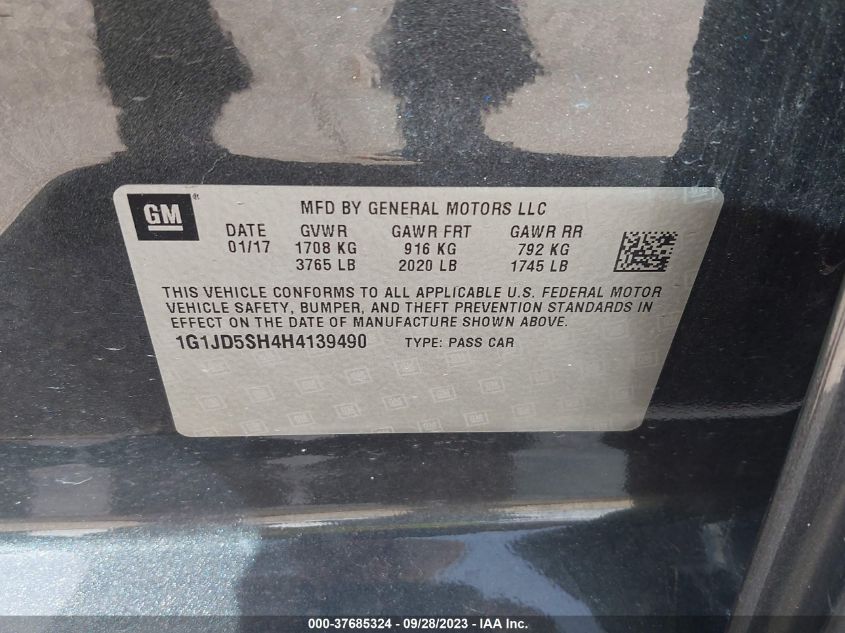 GM ®
MFD BY GENERAL MOTORS LLC
DATE GVWR GAWR FRT GAWR RR
01/17 1708 KG 916 KG 792 KG
3765 LB 2020 LB 1745 LB
THIS VEHICLE CONFORMS TO ALL APPLICABLE U.S. FEDERAL MOTOR
VEHICLE SAFETY, BUMPER, AND THEFT PREVENTION STANDARDS IN
EFFECT ON THE DATE OF MANUFACTURE SHOWN ABOVE.
1G1JD5SH4H4139490 TYPE: PASS CAR
000-37685324 - 09/28/2023 - IAA Inc.